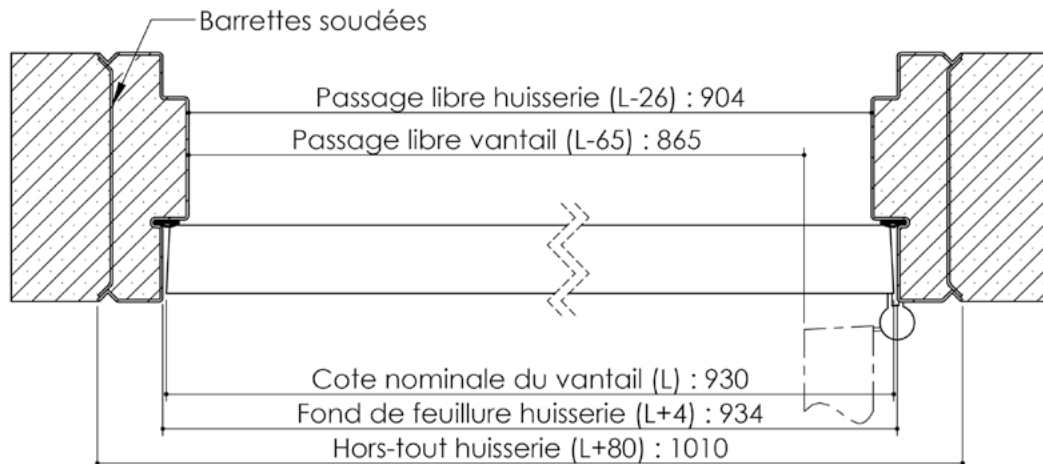 Barrettes soudées
Passage libre huisserie (L-26) : 904
Passage libre vantail (L-65) : 865
Cote nominale du vantail (L) : 930
Fond de feuillure huisserie (L+4) : 934
Hors-tout huisserie (L+80) : 1010